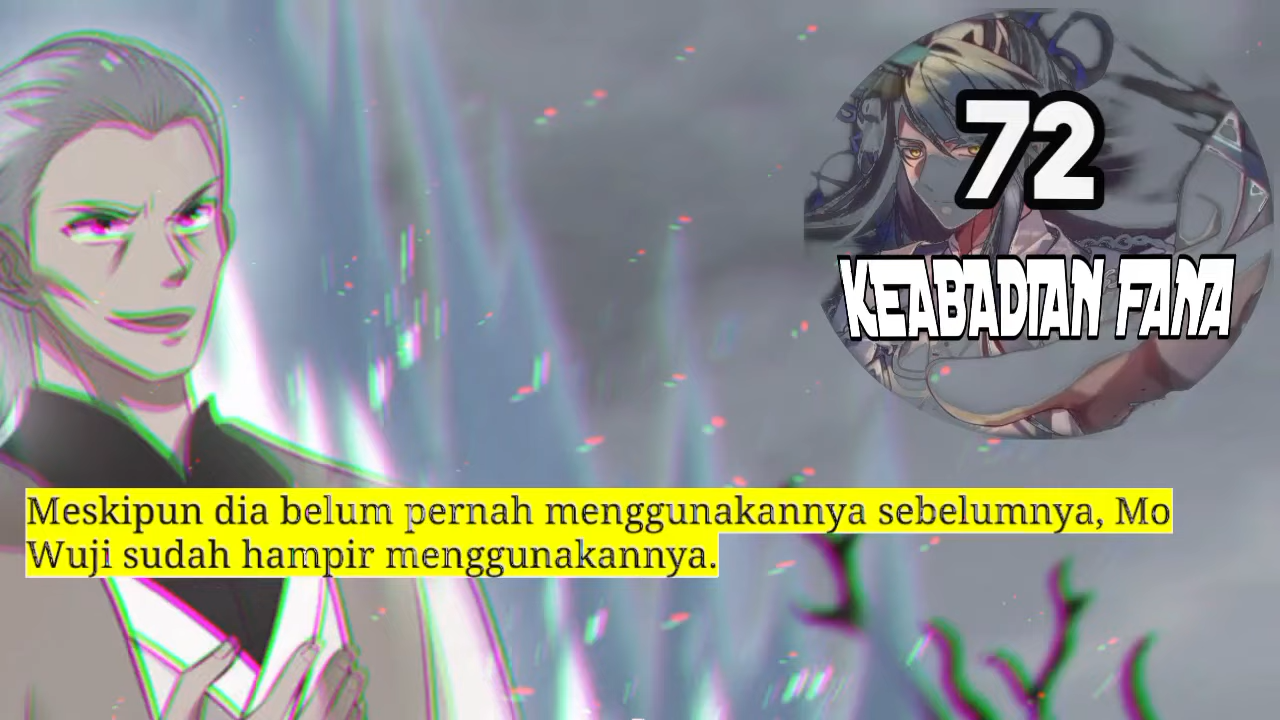 72
KEABADIAN FANA
Meskipun dia belum pernah menggunakannya sebelumnya, Mo
Wuji sudah hampir menggunakannya.